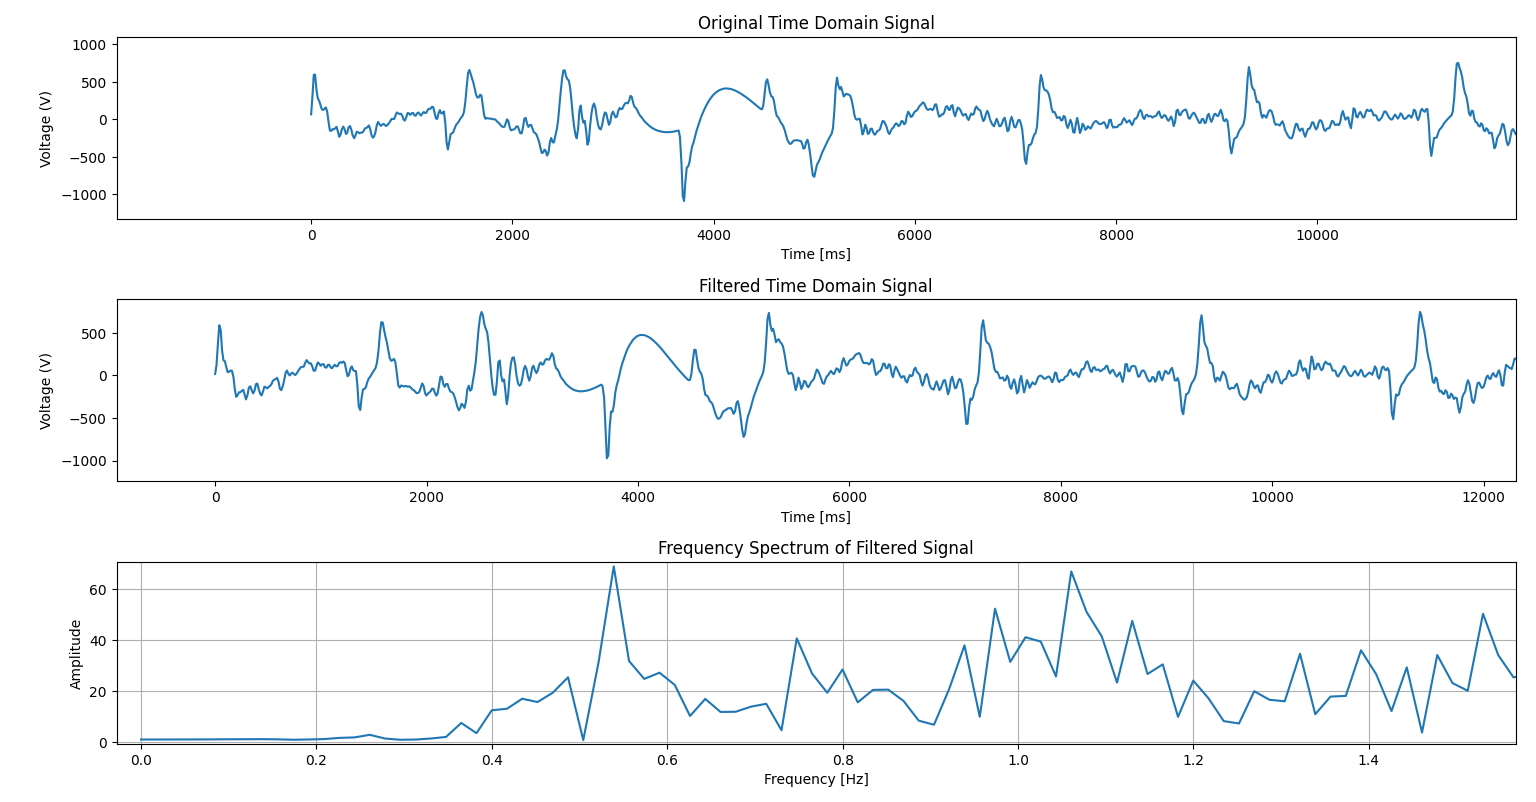 Original Time Domain Signal
1000
500
0
−500
−1000
Voltage (V)
0 2000 4000 6000 8000 10000
Time [ms]
Filtered Time Domain Signal
500
0
−500
−1000
Voltage (V)
0 2000 4000 6000 8000 10000 12000
Time [ms]
Frequency Spectrum of Filtered Signal
60
40
20
0
Amplitude
0.0 0.2 0.4 0.6 0.8 1.0 1.2 1.4
Frequency [Hz]